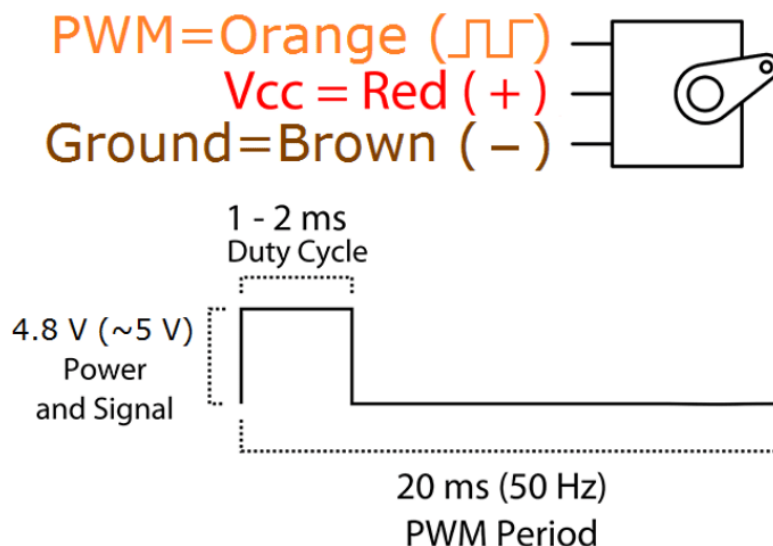 PWM=Orange (⎍⎍)
Vcc = Red ( + )
Ground=Brown ( – )
1 - 2 ms
Duty Cycle
4.8 V (~5 V)
Power
and Signal
20 ms (50 Hz)
PWM Period